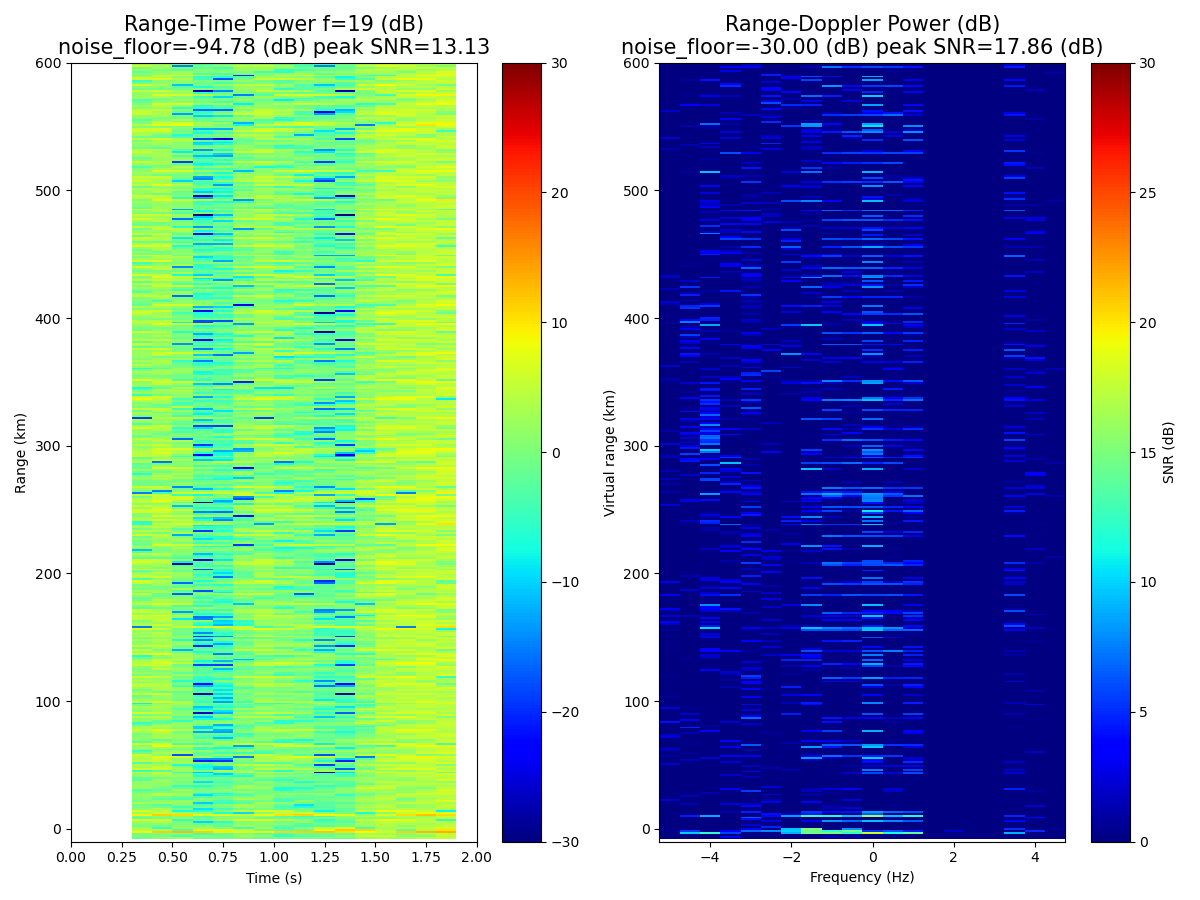 Range-Time Power f=19 (dB)
noise_floor=-94.78 (dB) peak SNR=13.13
600
500
400
300
200
100
0
Range (km)
0.00 0.25 0.50 0.75 1.00 1.25 1.50 1.75 2.00
Time (s)
30
20
10
0
−10
−20
−30
Range-Doppler Power (dB)
noise_floor=-30.00 (dB) peak SNR=17.86 (dB)
600
500
400
300
200
100
0
Virtual range (km)
−4 −2 0 2 4
Frequency (Hz)
30
25
20
15
10
5
0
SNR (dB)